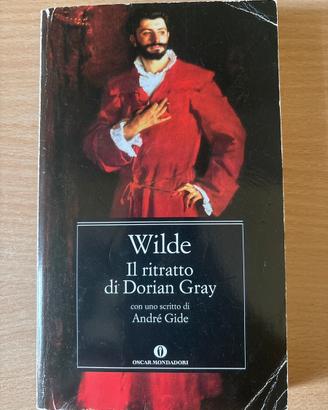 Wilde
Il ritratto
di Dorian Gray
con uno scritto di
André Gide
OSCAR MONDADORI